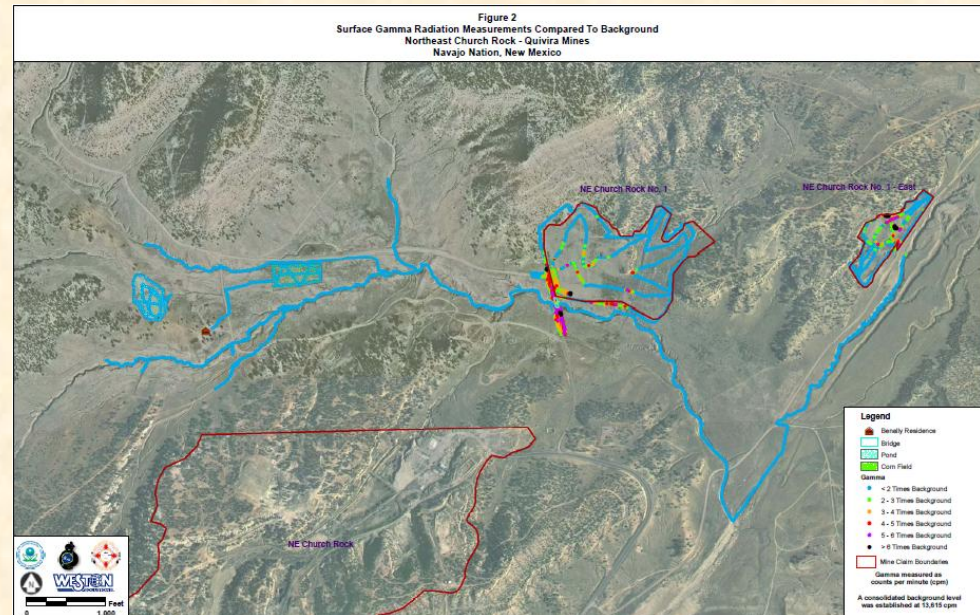 Figure 2
Surface Gamma Radiation Measurements Compared To Background
Northeast Church Rock - Quivira Mines
Navajo Nation, New Mexico
NE Church Rock No. 1
NE Church Rock No. 1 - East
NE Church Rock
Legend
Benally Residence
Bridge
Pond
Corn Field
Gamma
< 2 Times Background
2 - 3 Times Background
3 - 4 Times Background
4 - 5 Times Background
5 - 6 Times Background
> 6 Times Background
Mine Claim Boundaries
Gamma measured as
counts per minute (cpm)
A consolidated background level
was established at 13,615 cpm
N
WESTON
Feet
0 1,000